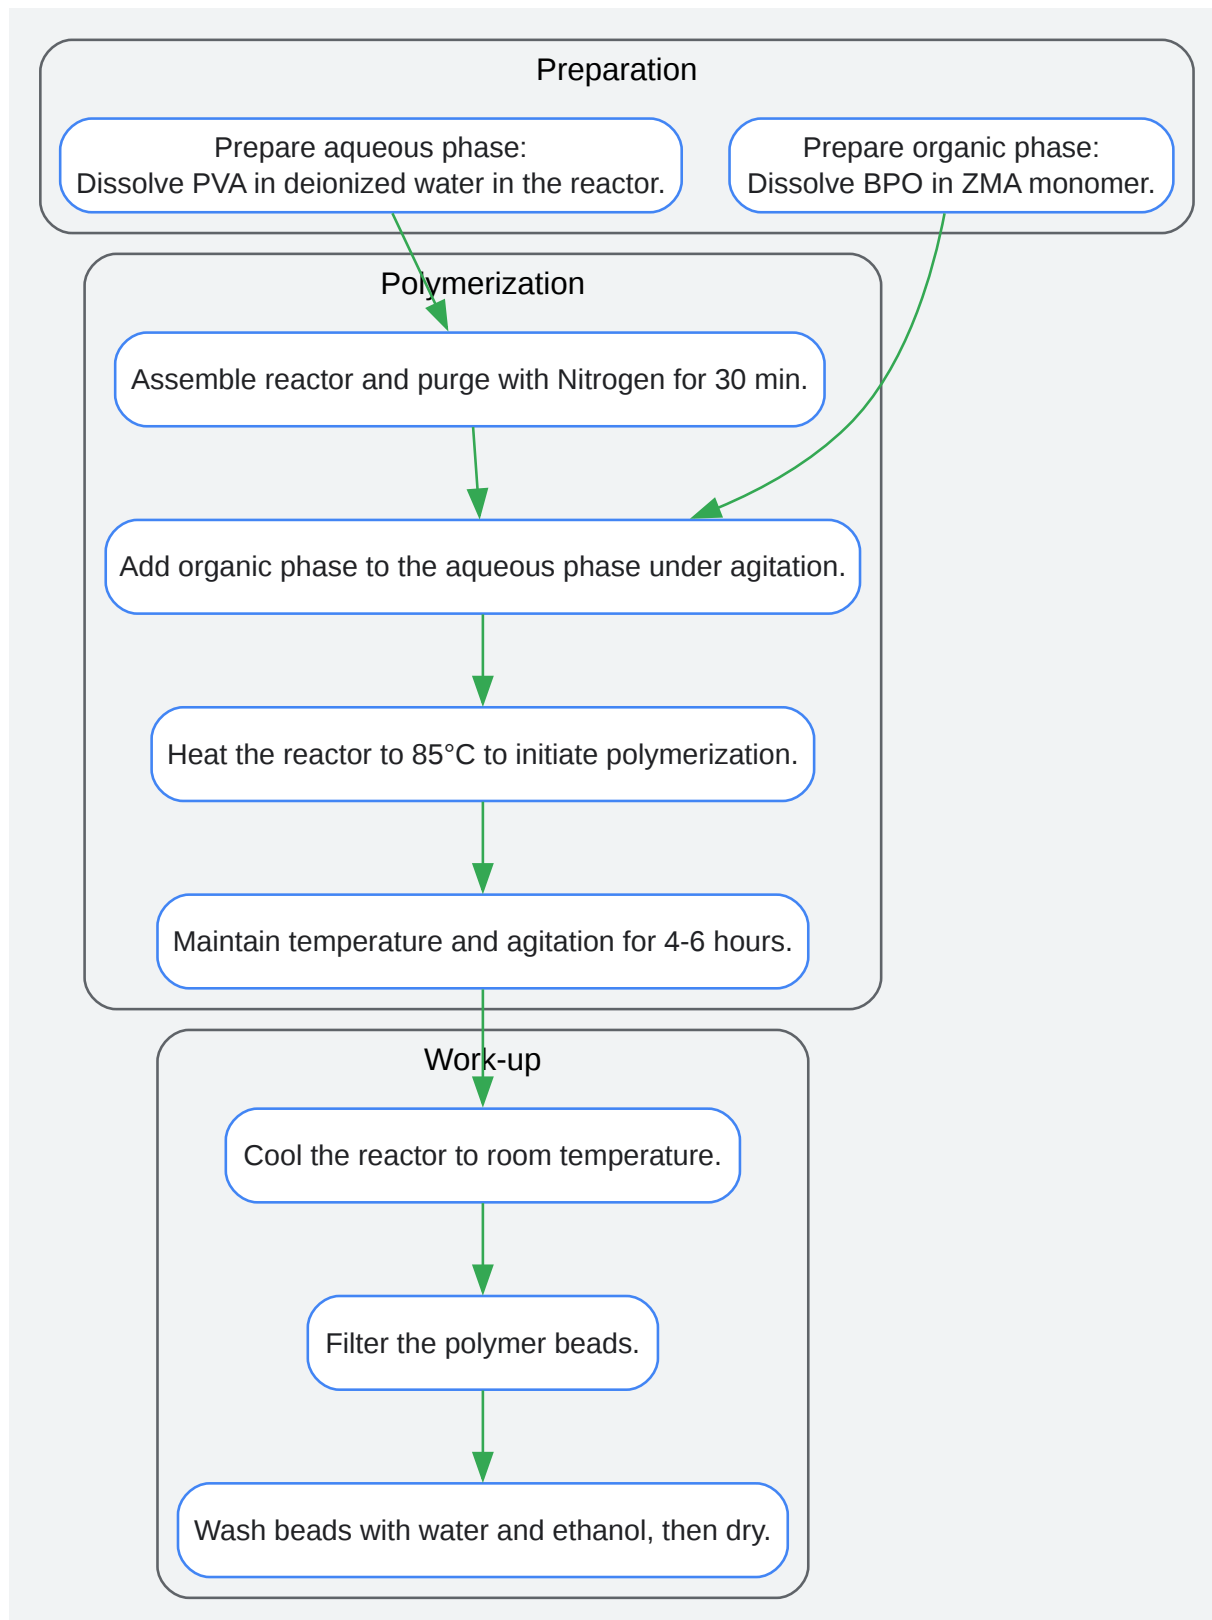 Preparation
Prepare aqueous phase:
Dissolve PVA in deionized water in the reactor.
Prepare organic phase:
Dissolve BPO in ZMA monomer.
Polymerization
Assemble reactor and purge with Nitrogen for 30 min.
Add organic phase to the aqueous phase under agitation.
Heat the reactor to 85°C to initiate polymerization.
Maintain temperature and agitation for 4-6 hours.
Work-up
Cool the reactor to room temperature.
Filter the polymer beads.
Wash beads with water and ethanol, then dry.